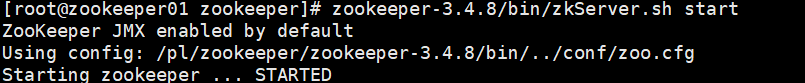 [root@zookeeper01 zookeeper]# zookeeper-3.4.8/bin/zkServer.sh start
ZooKeeper JMX enabled by default
Using config: /pl/zookeeper/zookeeper-3.4.8/bin/../conf/zoo.cfg
Starting zookeeper ... STARTED